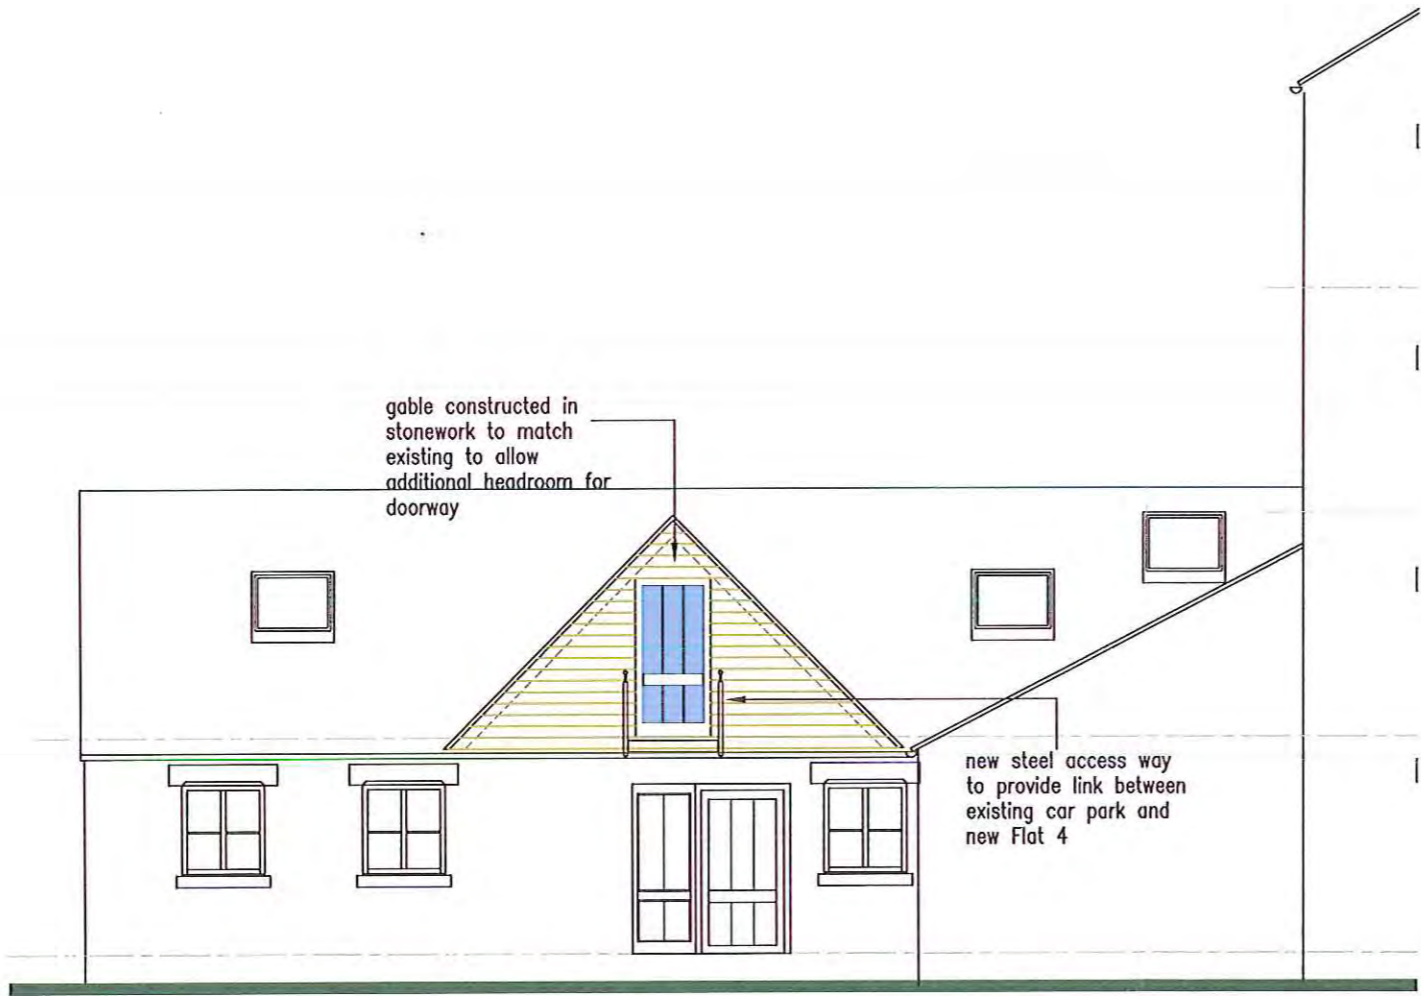 gable constructed in
stonework to match
existing to allow
additional headroom for
doorway
new steel access way
to provide link between
existing car park and
new Flat 4